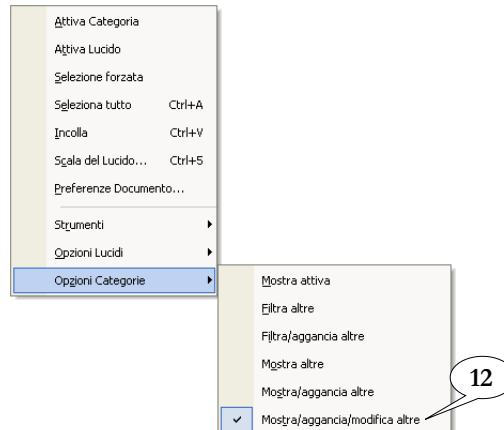 Attiva Categoria
Attiva Lucido
Selezione forzata
Seleziona tutto Ctrl+A
Incolla Ctrl+V
Scala del Lucido... Ctrl+5
Preferenze Documento...
Strumenti
Opzioni Lucidi
Opzioni Categorie
Mostra attiva
Filtra altre
Filtra/aggancia altre
Mostra altre
Mostra/aggancia altre
Mostra/aggancia/modifica altre
12